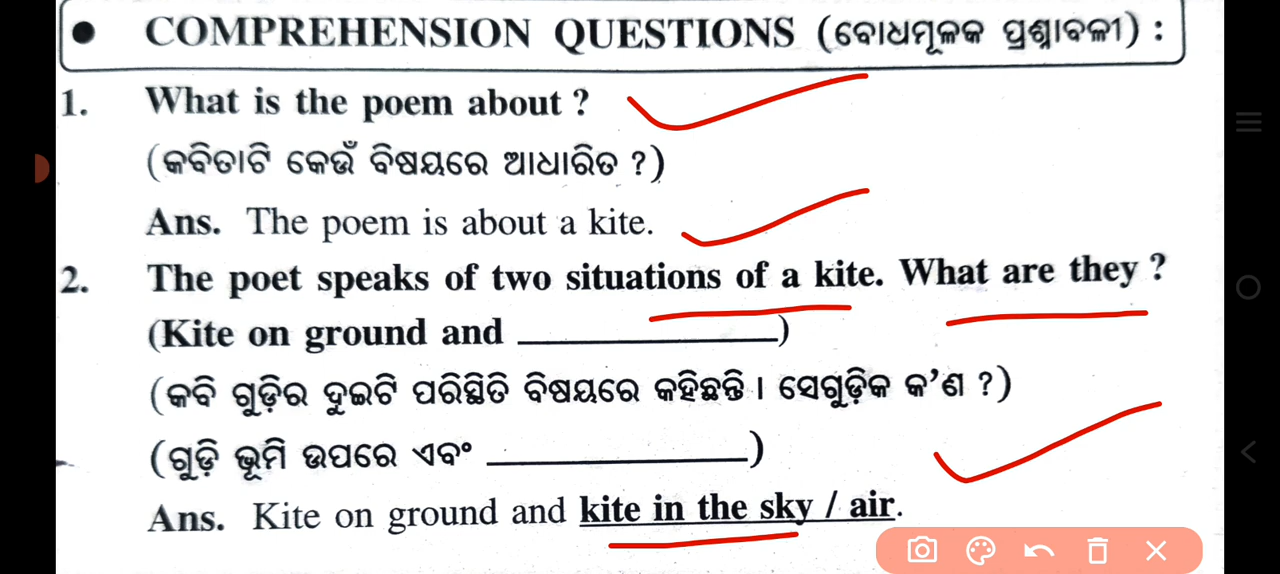 ● COMPREHENSION QUESTIONS (ବୋଧମୂଳକ ପ୍ରଶ୍ନାବଳୀ) :
1. What is the poem about ?
(କବିତାଟି କେଉଁ ବିଷୟରେ ଆଧାରିତ ?)
Ans. The poem is about a kite.
2. The poet speaks of two situations of a kite. What are they ?
(Kite on ground and ____________)
(କବି ଗୁଡ଼ିର ଦୁଇଟି ପରିସ୍ଥିତି ବିଷୟରେ କହିଛନ୍ତି । ସେଗୁଡ଼ିକ କ’ଣ ?)
(ଗୁଡ଼ି ଭୂମି ଉପରେ ଏବଂ ____________)
Ans. Kite on ground and kite in the sky / air.